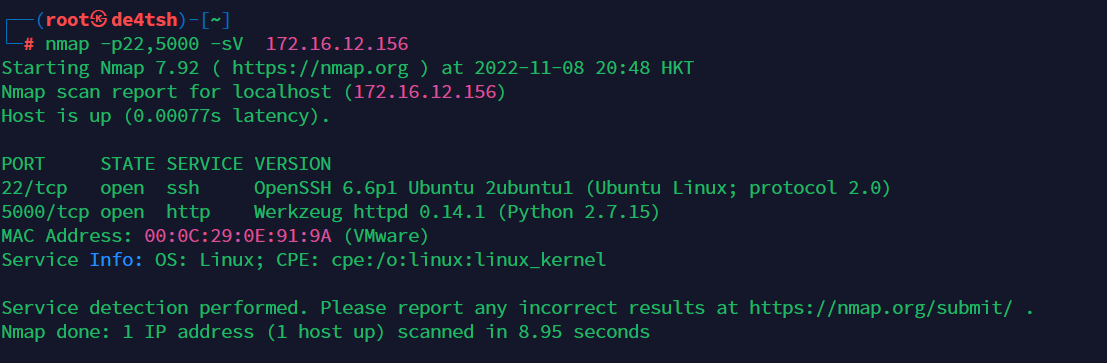 ┌──(root㉿de4tsh)-[~]
└─# nmap -p22,5000 -sV  172.16.12.156
Starting Nmap 7.92 ( https://nmap.org ) at 2022-11-08 20:48 HKT
Nmap scan report for localhost (172.16.12.156)
Host is up (0.00077s latency).

PORT     STATE SERVICE VERSION
22/tcp   open  ssh     OpenSSH 6.6p1 Ubuntu 2ubuntu1 (Ubuntu Linux; protocol 2.0)
5000/tcp open  http    Werkzeug httpd 0.14.1 (Python 2.7.15)
MAC Address: 00:0C:29:0E:91:9A (VMware)
Service Info: OS: Linux; CPE: cpe:/o:linux:linux_kernel

Service detection performed. Please report any incorrect results at https://nmap.org/submit/ .
Nmap done: 1 IP address (1 host up) scanned in 8.95 seconds